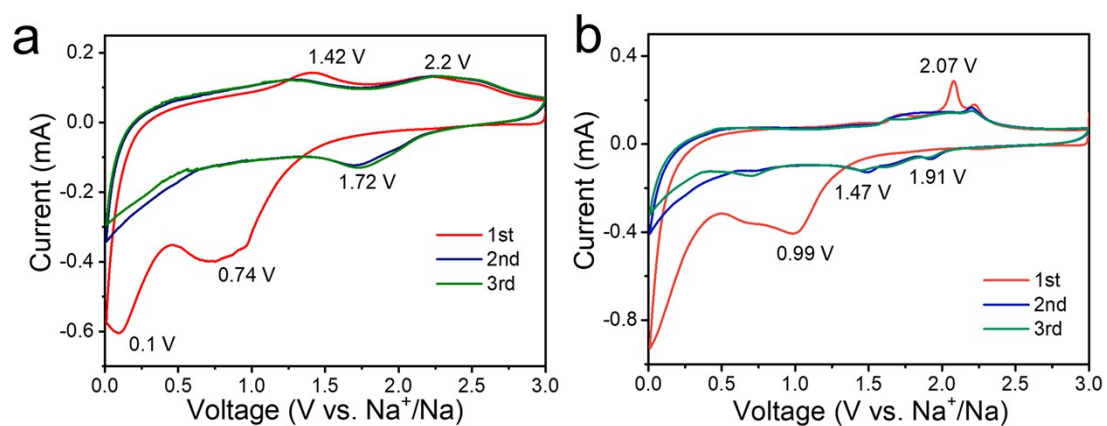 a
0.2
0.0
-0.2
-0.4
-0.6
Current (mA)
1.42 V
2.2 V
1.72 V
0.74 V
0.1 V
1st
2nd
3rd
0.0 0.5 1.0 1.5 2.0 2.5 3.0
Voltage (V vs. Na⁺/Na)
b
0.4
0.0
-0.4
-0.8
Current (mA)
2.07 V
1.47 V
1.91 V
0.99 V
1st
2nd
3rd
0.0 0.5 1.0 1.5 2.0 2.5 3.0
Voltage (V vs. Na⁺/Na)